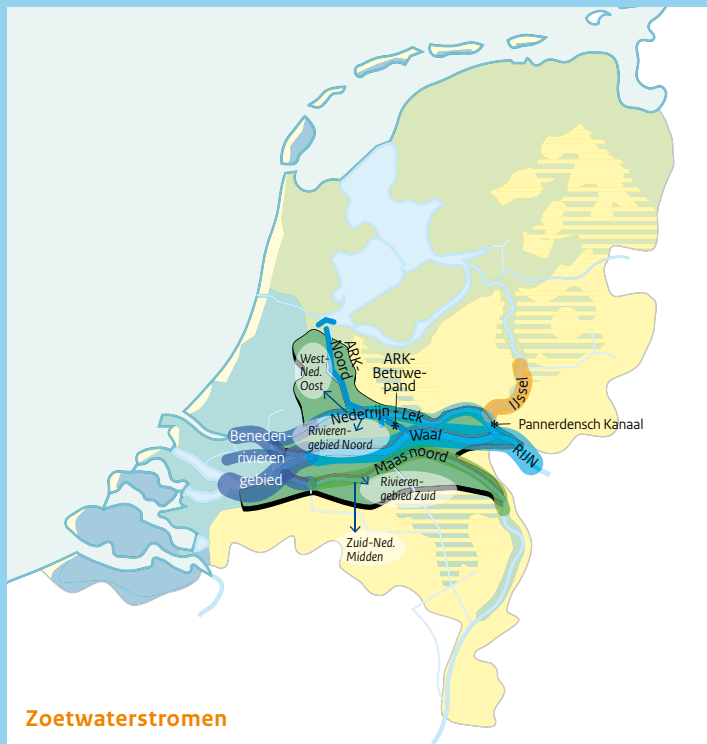 ARK-
Noord
West-
Ned.
Oost
ARK-
Betuwe-
pand
IJssel
Nederrijn - Lek
Pannerdensch Kanaal
Beneden-
rivieren
gebied
Rivieren-
gebied Noord
Waal
RIJN
Maas noord
Rivieren-
gebied Zuid
Zuid-Ned.
Midden
Zoetwaterstromen